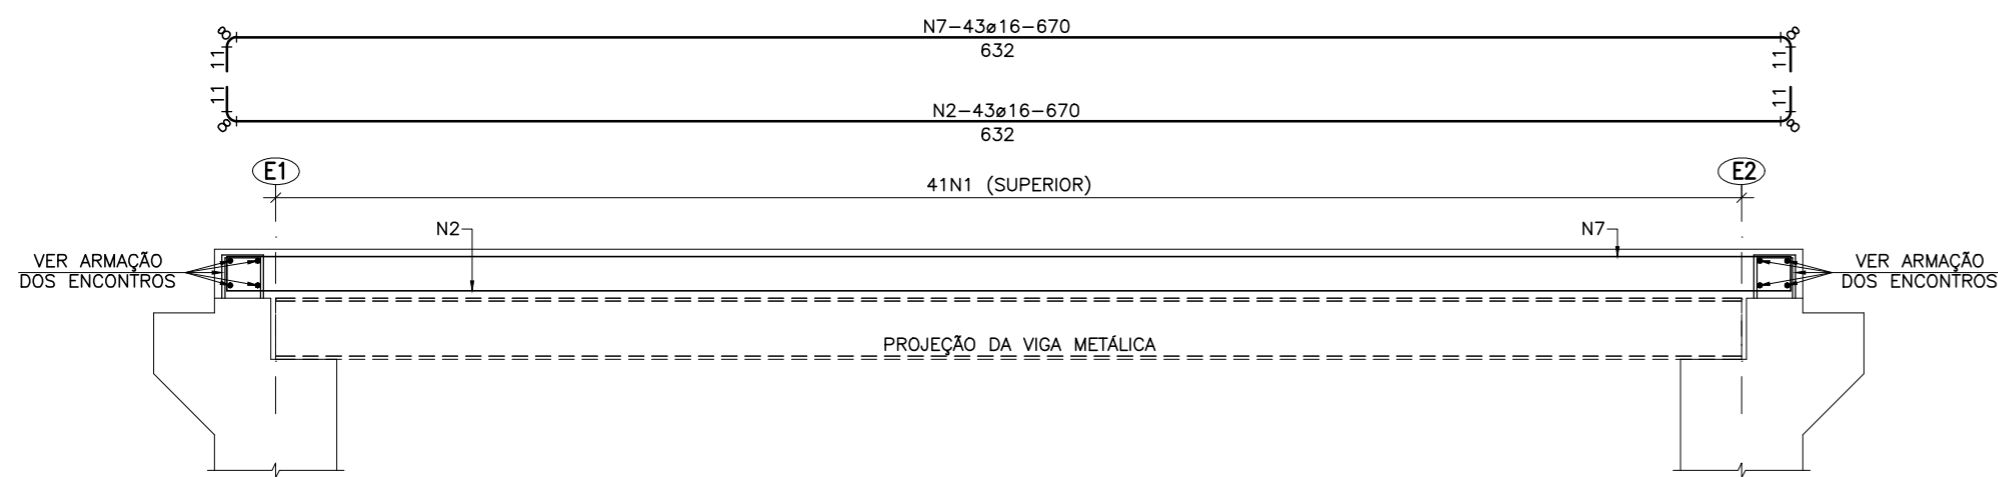 N7-43ø16-670
632
8
8
11
11
11
11
N2-43ø16-670
632
8
8
E1
E2
41N1 (SUPERIOR)
N2
N7
VER ARMAÇÃO
DOS ENCONTROS
VER ARMAÇÃO
DOS ENCONTROS
PROJEÇÃO DA VIGA METÁLICA